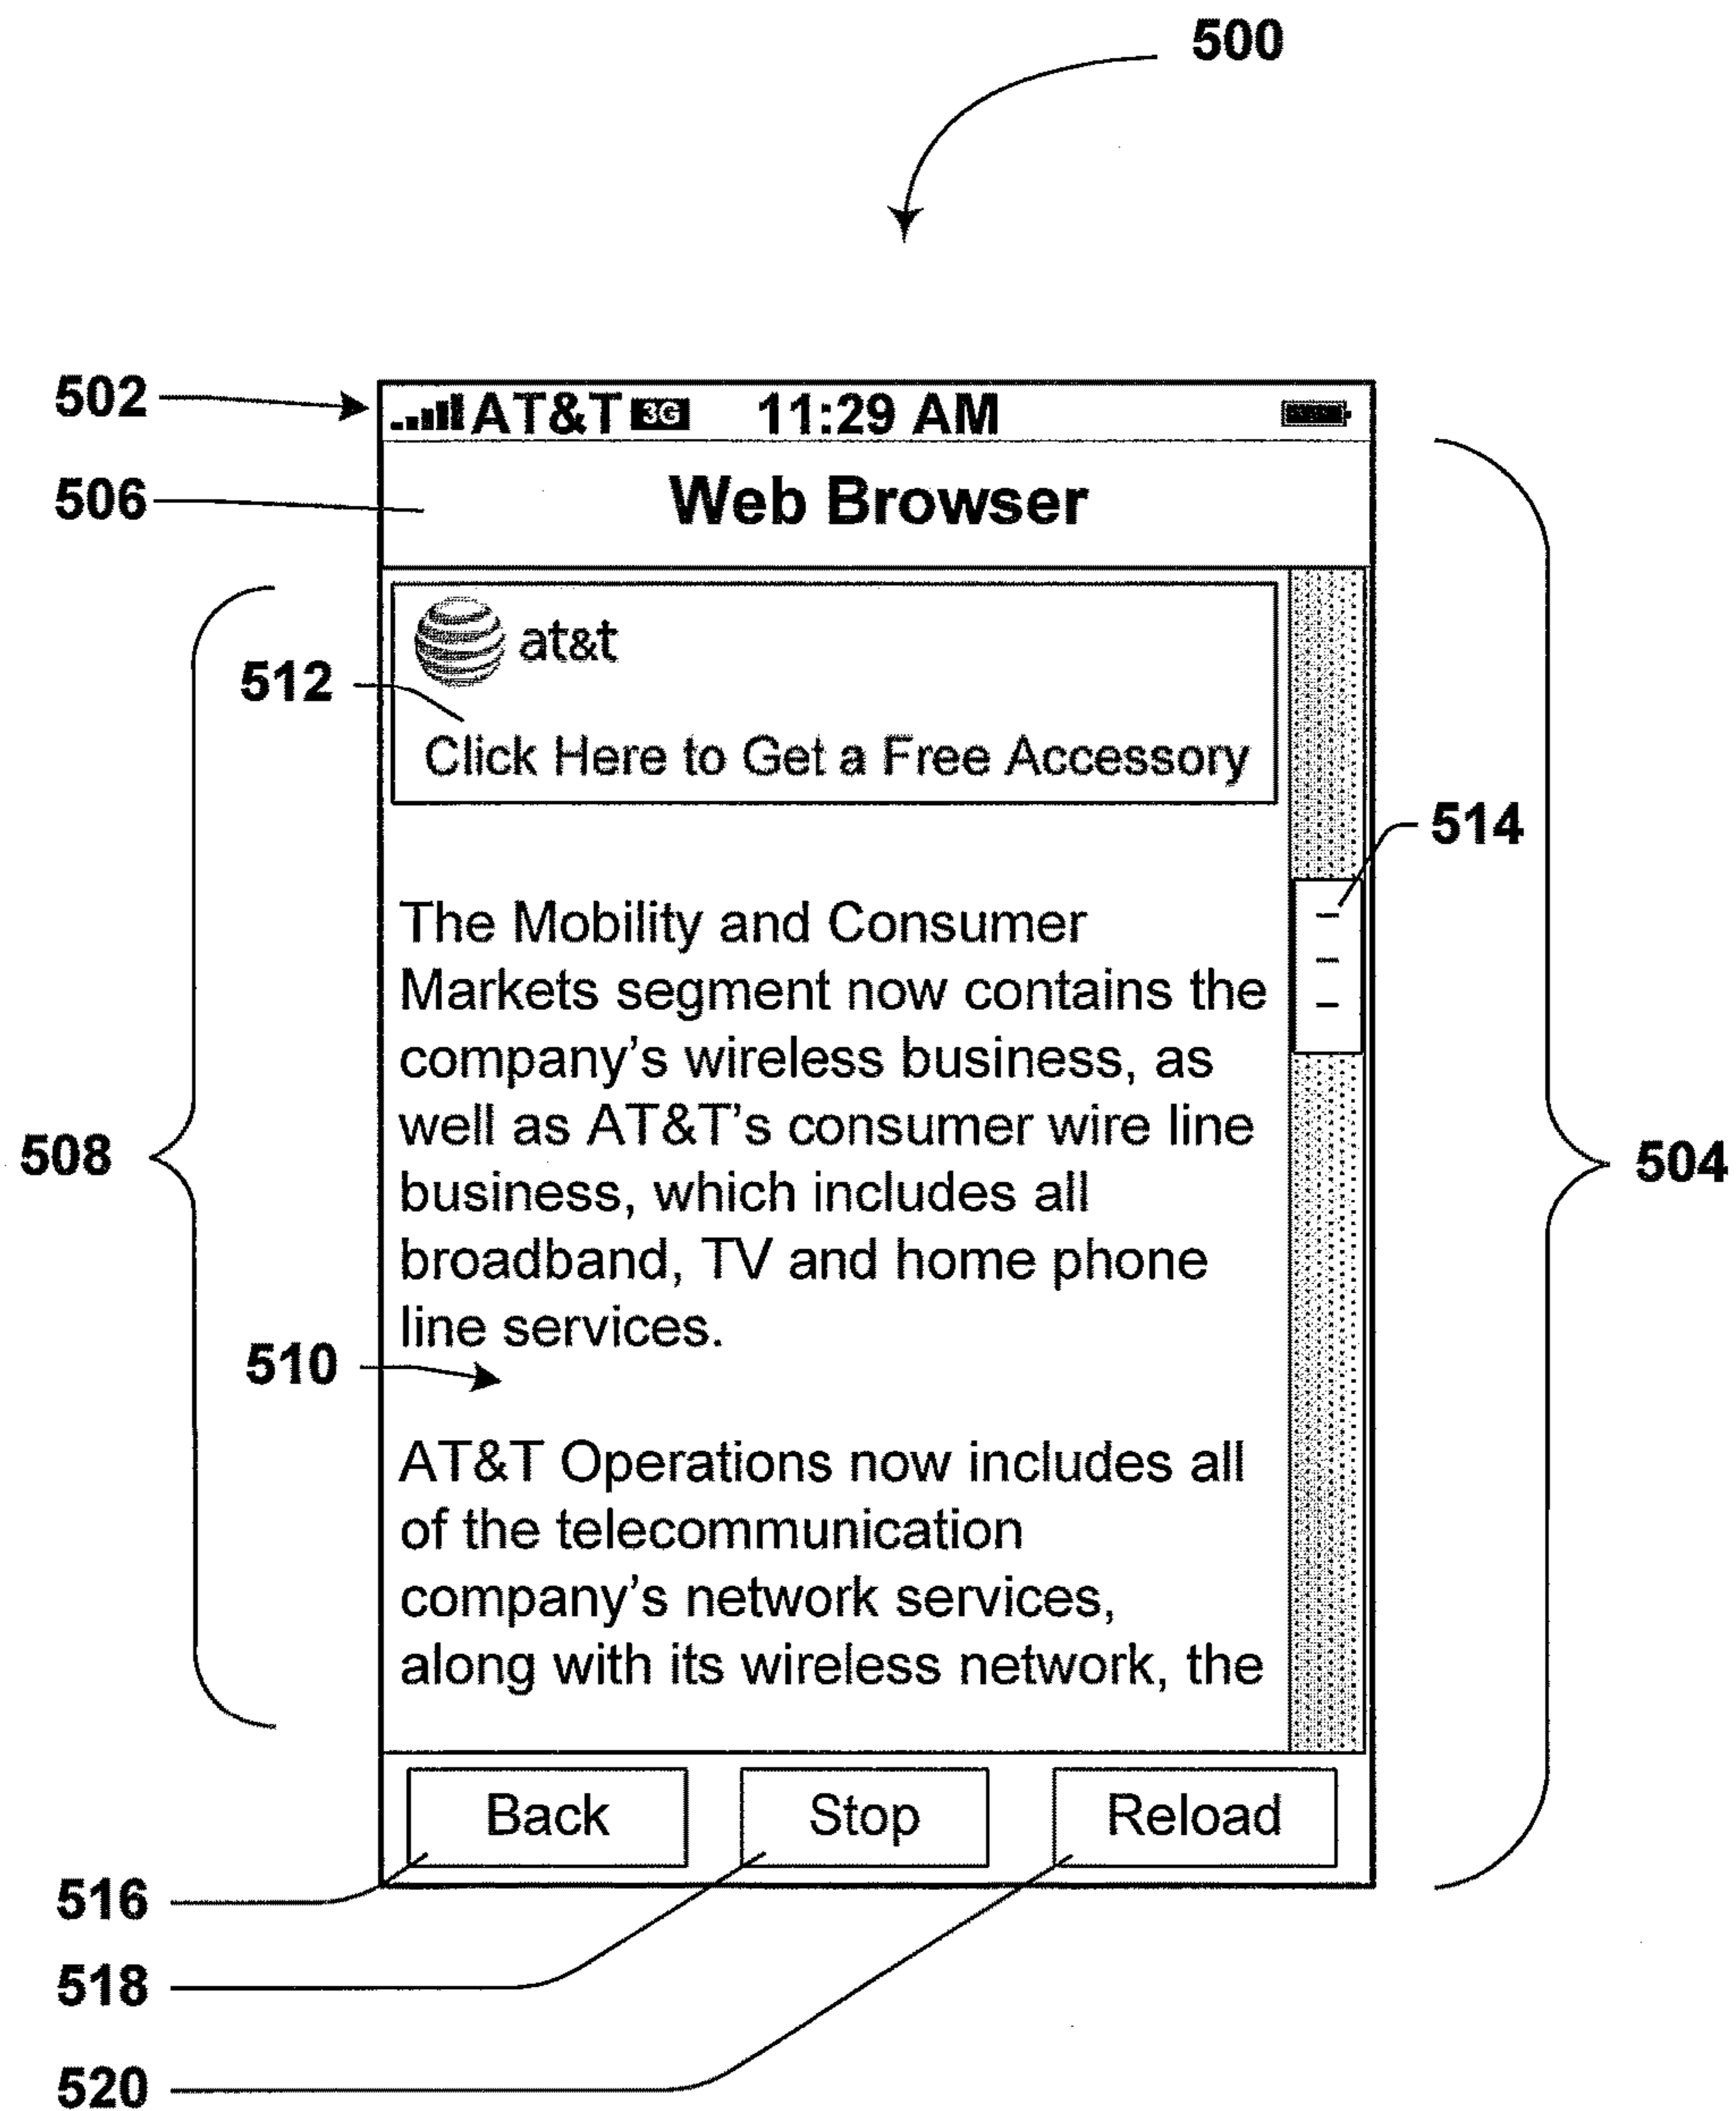 500
502
AT&T 3G 11:29 AM
506
Web Browser
at&t
512
Click Here to Get a Free Accessory
514
The Mobility and Consumer
Markets segment now contains the
company's wireless business, as
well as AT&T's consumer wire line
508
504
business, which includes all
broadband, TV and home phone
line services.
510
AT&T Operations now includes all
of the telecommunication
company's network services,
along with its wireless network, the
Back Stop Reload
516
518
520